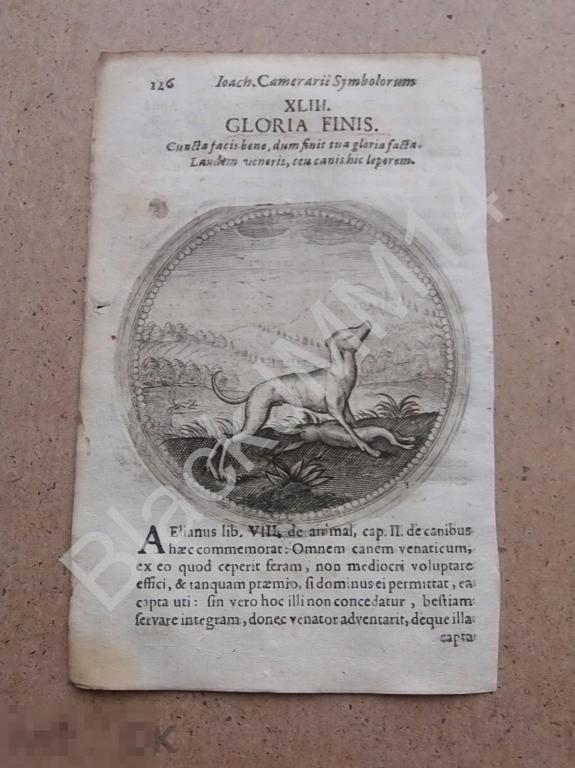 126 Ioach. Camerarii Symbolorum
XLIII.
GLORIA FINIS.
Cuncta facis bene, dum finit tua gloria facta.
Laudem veneris, ceu canis hic leporem.
AElianus lib. VIII. de animal, cap. II. de canibus
hæc commemorat: Omnem canem venaticum,
ex eo quod ceperit feram, non mediocri voluptare
effici, & tanquam præmio, si dominus ei permittat, ea
capta uti: sin vero hoc illi non concedatur, bestiam
servare integram, donec venator adventarit, deque illa
capta
BlackJMM14